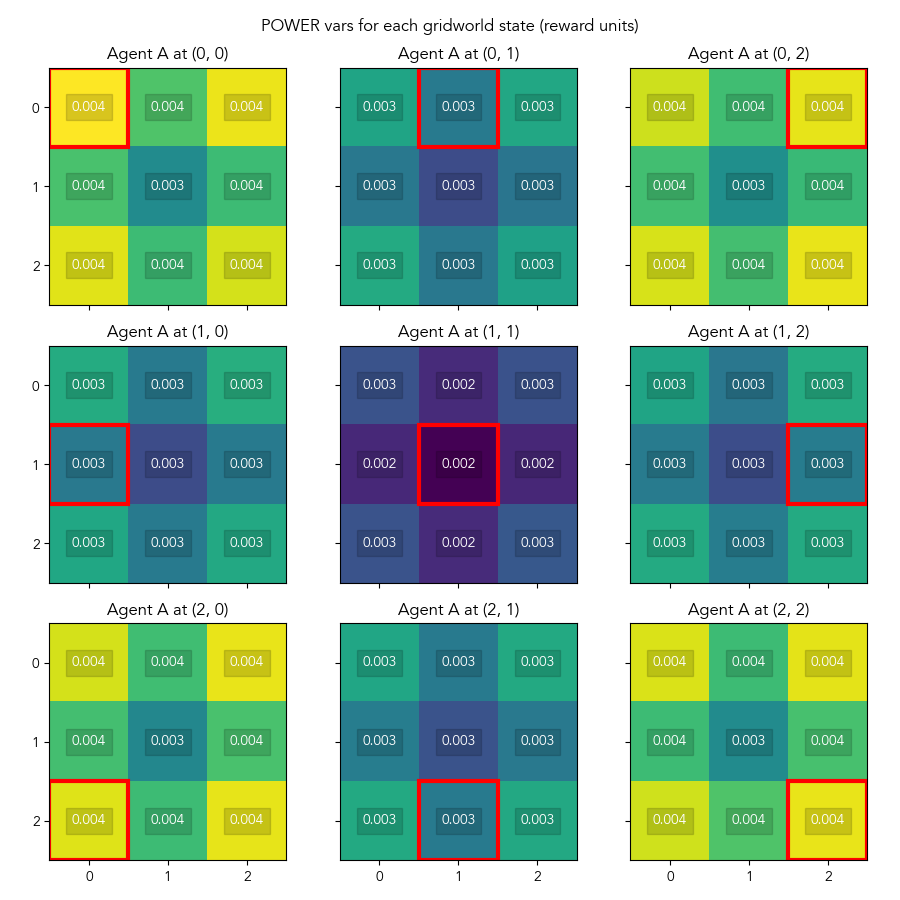 POWER vars for each gridworld state (reward units)
Agent A at (0, 0) Agent A at (0, 1) Agent A at (0, 2)
0 0.004 0.004 0.004 0.003 0.003 0.003 0.004 0.004 0.004
1 0.004 0.003 0.004 0.003 0.003 0.003 0.004 0.003 0.004
2 0.004 0.004 0.004 0.003 0.003 0.003 0.004 0.004 0.004
Agent A at (1, 0) Agent A at (1, 1) Agent A at (1, 2)
0 0.003 0.003 0.003 0.003 0.002 0.003 0.003 0.003 0.003
1 0.003 0.003 0.003 0.002 0.002 0.002 0.003 0.003 0.003
2 0.003 0.003 0.003 0.003 0.002 0.003 0.003 0.003 0.003
Agent A at (2, 0) Agent A at (2, 1) Agent A at (2, 2)
0 0.004 0.004 0.004 0.003 0.003 0.003 0.004 0.004 0.004
1 0.004 0.003 0.004 0.003 0.003 0.003 0.004 0.003 0.004
2 0.004 0.004 0.004 0.003 0.003 0.003 0.004 0.004 0.004
0 1 2 0 1 2 0 1 2